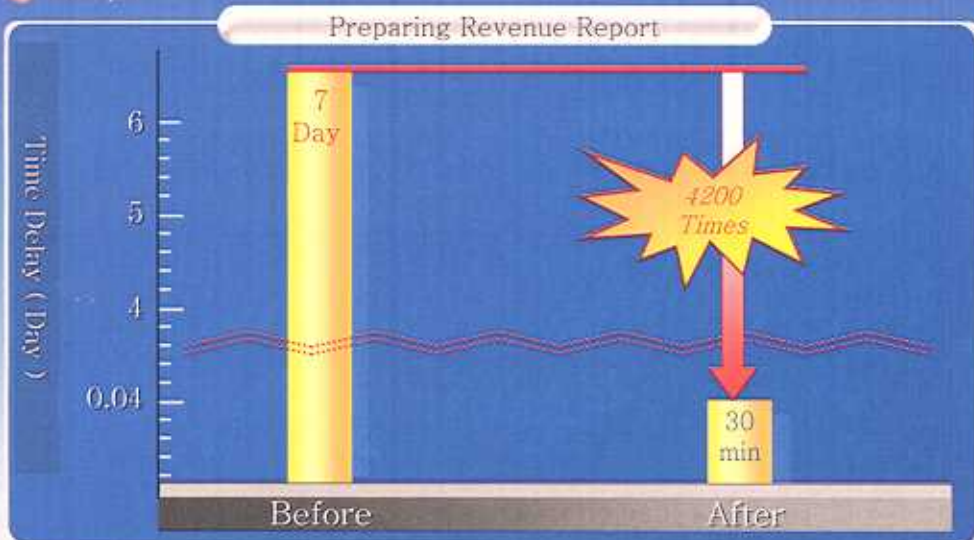 Preparing Revenue Report
Time Delay ( Day )
6
5
4
0.04
7
Day
4200
Times
30
min
Before
After